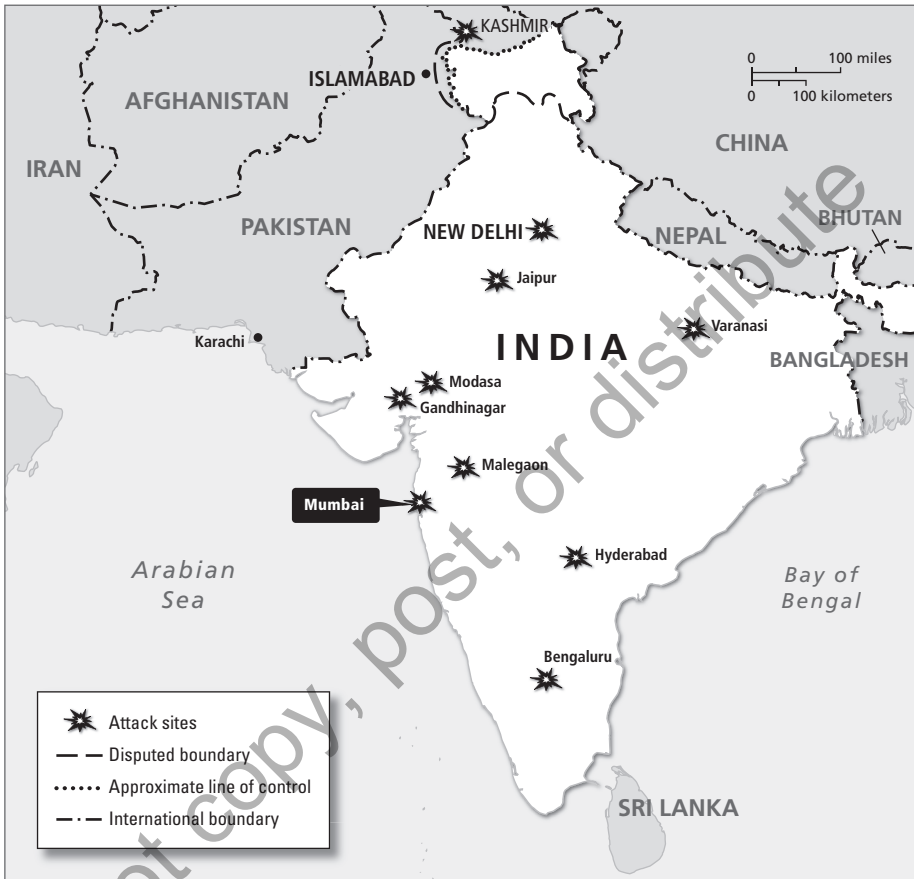 KASHMIR
ISLAMABAD
0 100 miles
0 100 kilometers
AFGHANISTAN
CHINA
IRAN
PAKISTAN
NEW DELHI
NEPAL
BHUTAN
Jaipur
Karachi
INDIA
Varanasi
BANGLADESH
Modasa
Gandhinagar
Malegaon
Mumbai
Hyderabad
Arabian
Sea
Bay of
Bengal
Bengaluru
Attack sites
Disputed boundary
Approximate line of control
International boundary
SRI LANKA
ot copy, post, or distribute